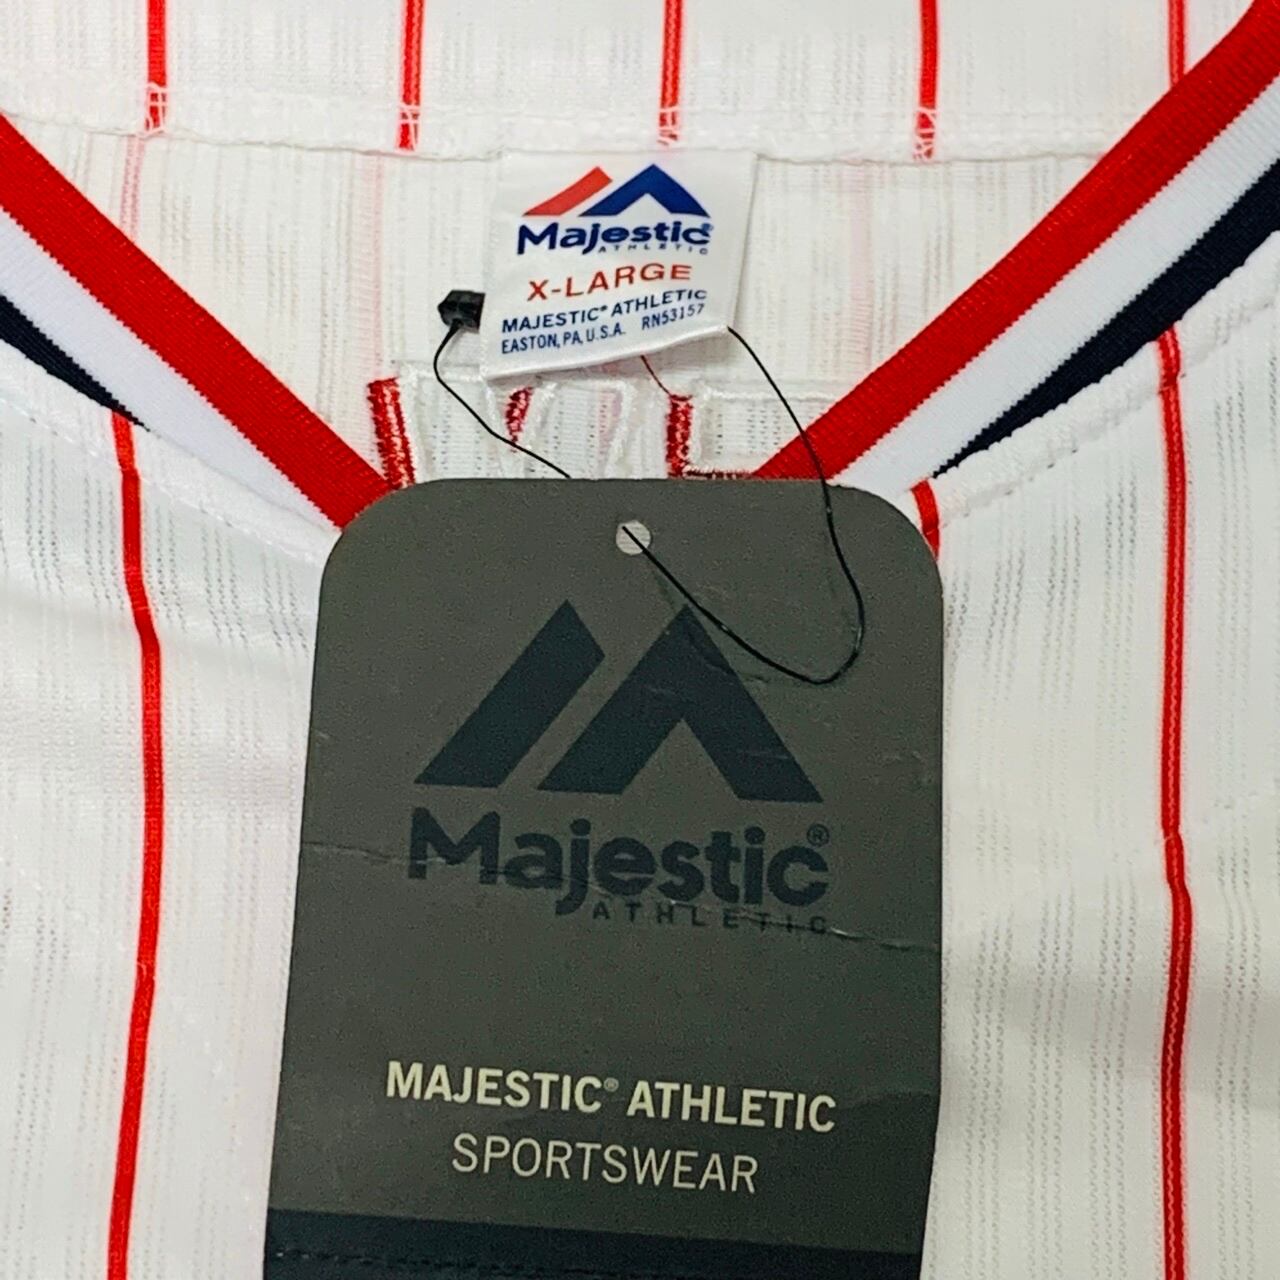 Majestic®
ATHLETIC
X-LARGE
MAJESTIC® ATHLETIC
EASTON, PA, U.S.A. RN53157
Majestic®
ATHLETIC
MAJESTIC® ATHLETIC
SPORTSWEAR